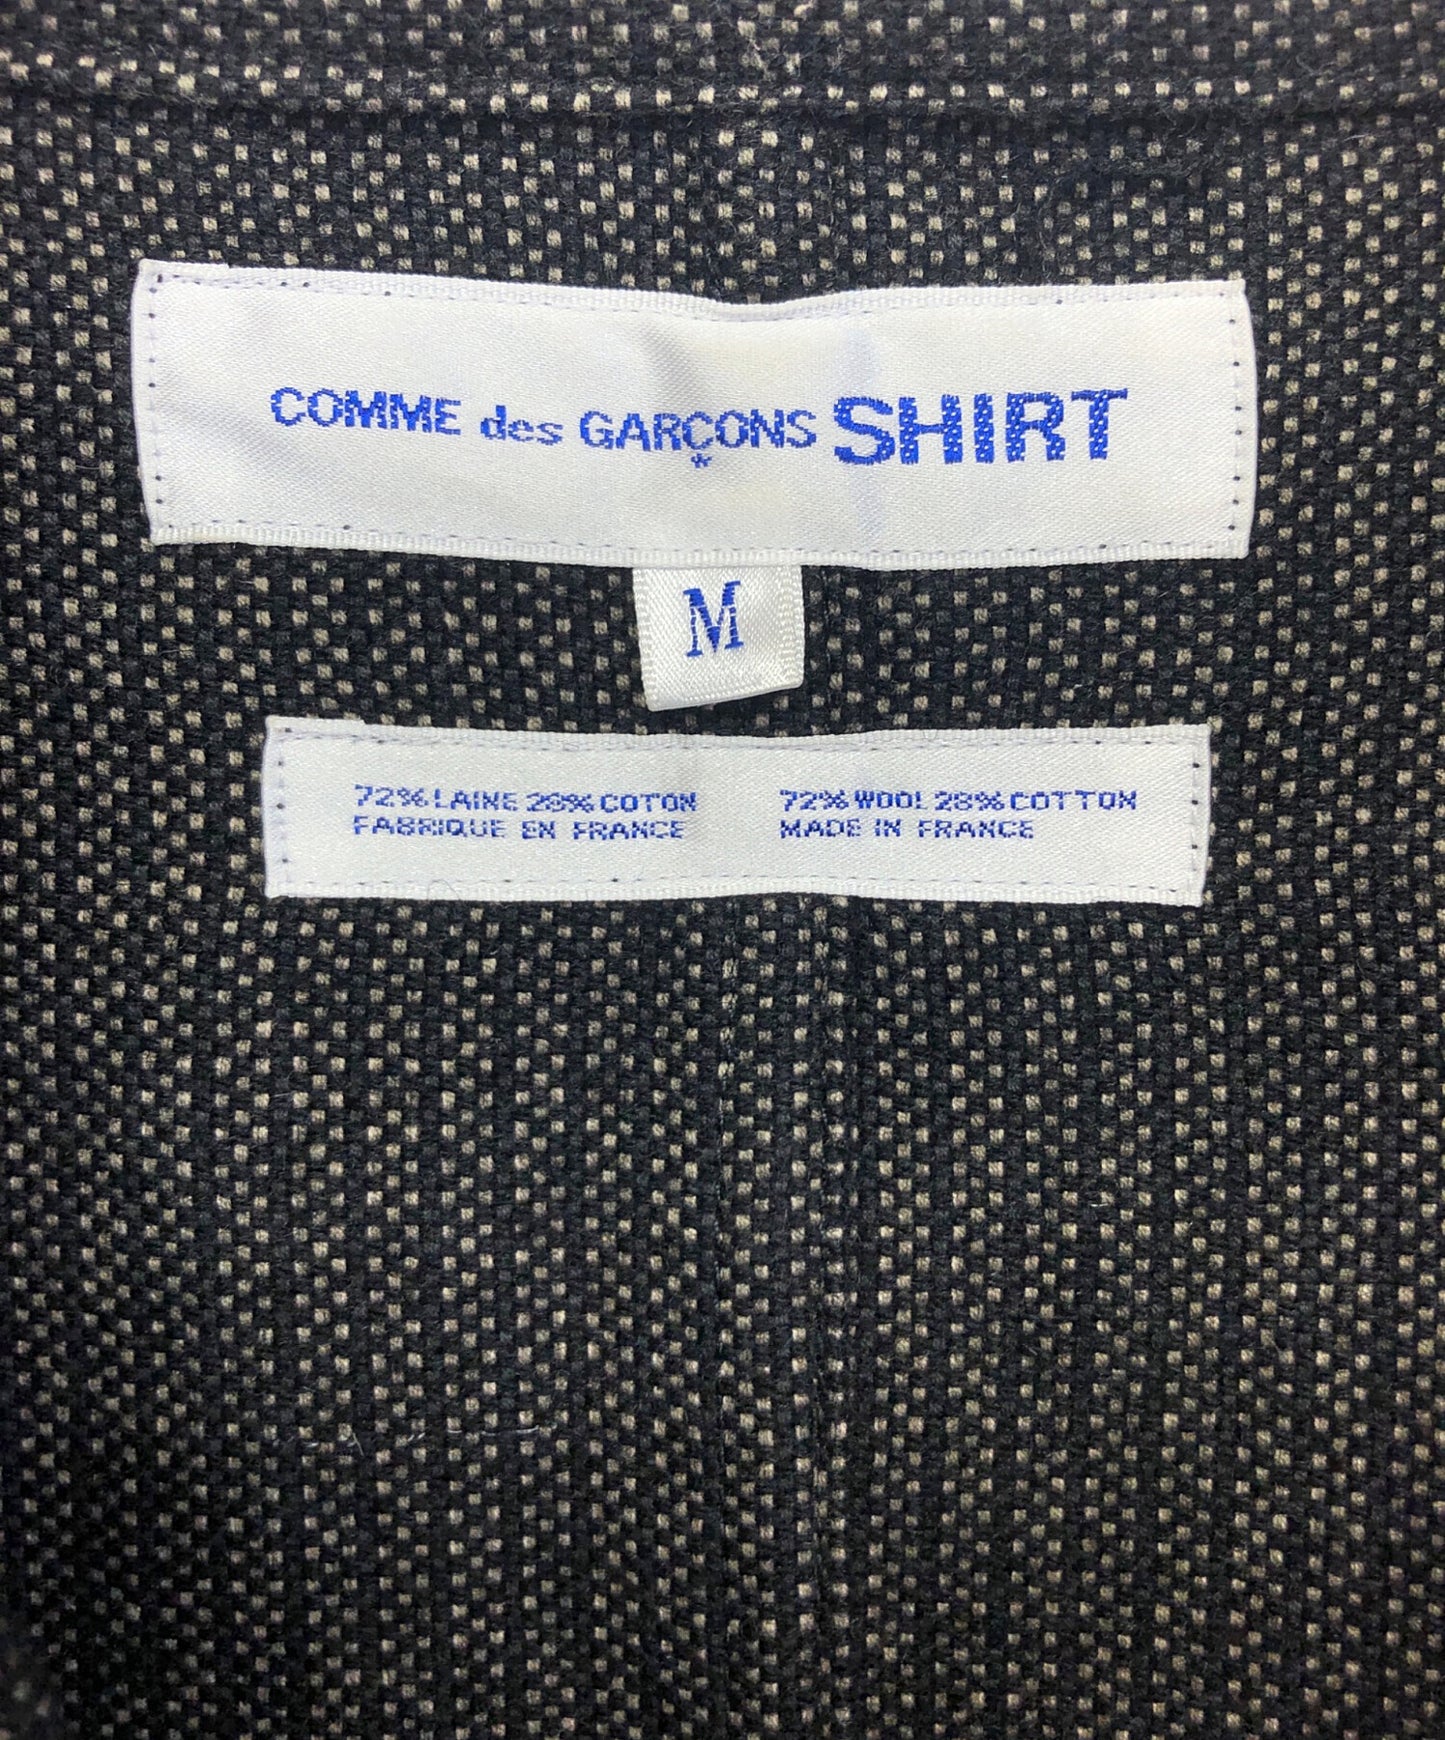 COMME des GARÇONS SHIRT
*
M
72% LAINE 28% COTON
FABRIQUE EN FRANCE
72% WOOL 28% COTTON
MADE IN FRANCE